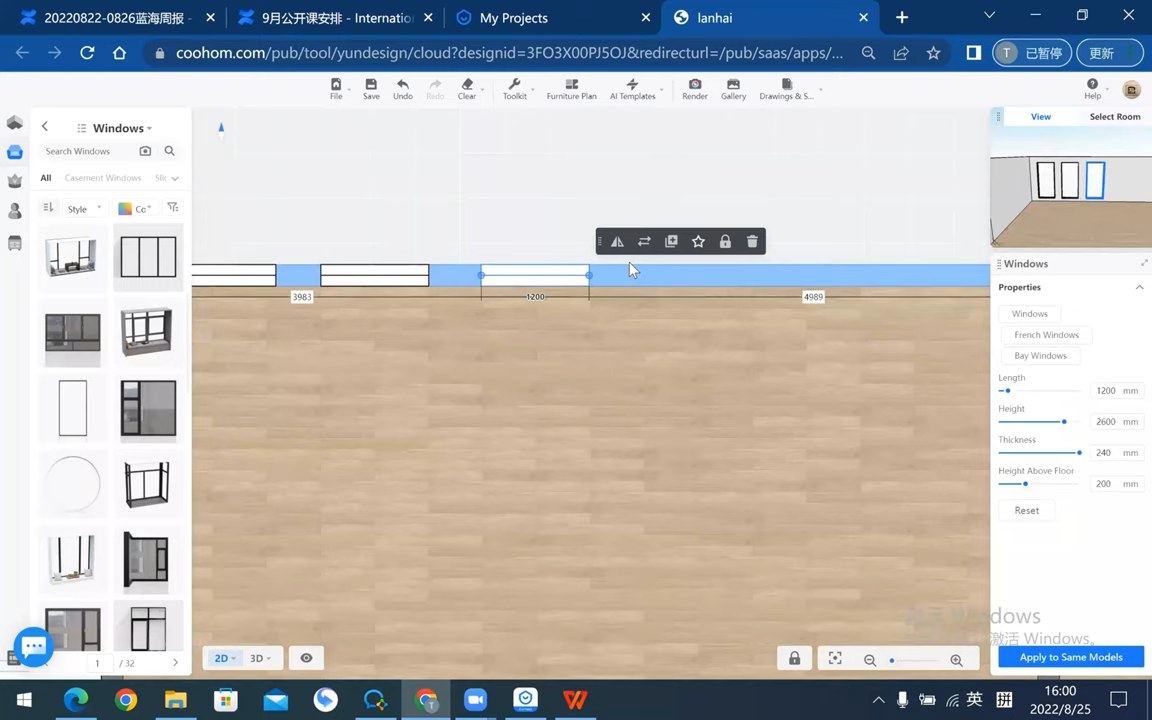 20220822-0826蓝海周报 -
9月公开课安排 - Internatio
My Projects
lanhai
coohom.com/pub/tool/yundesign/cloud?designid=3FO3X00PJ5OJ&redirecturl=/pub/saas/apps/...
T 已暂停
更新
File
Save
Undo
Redo
Clear
Toolkit
Furniture Plan
AI Templates
Render
Gallery
Drawings & S...
Help
Windows
Search Windows
All Casement Windows Sli
Style
Co
1 / 32
3983
1200
4989
2D
3D
View
Select Room
Windows
Properties
Windows
French Windows
Bay Windows
Length
1200 mm
Height
2600 mm
Thickness
240 mm
Height Above Floor
200 mm
Reset
Windows
激活 Windows。
Apply to Same Models
T
英
拼
16:00
2022/8/25